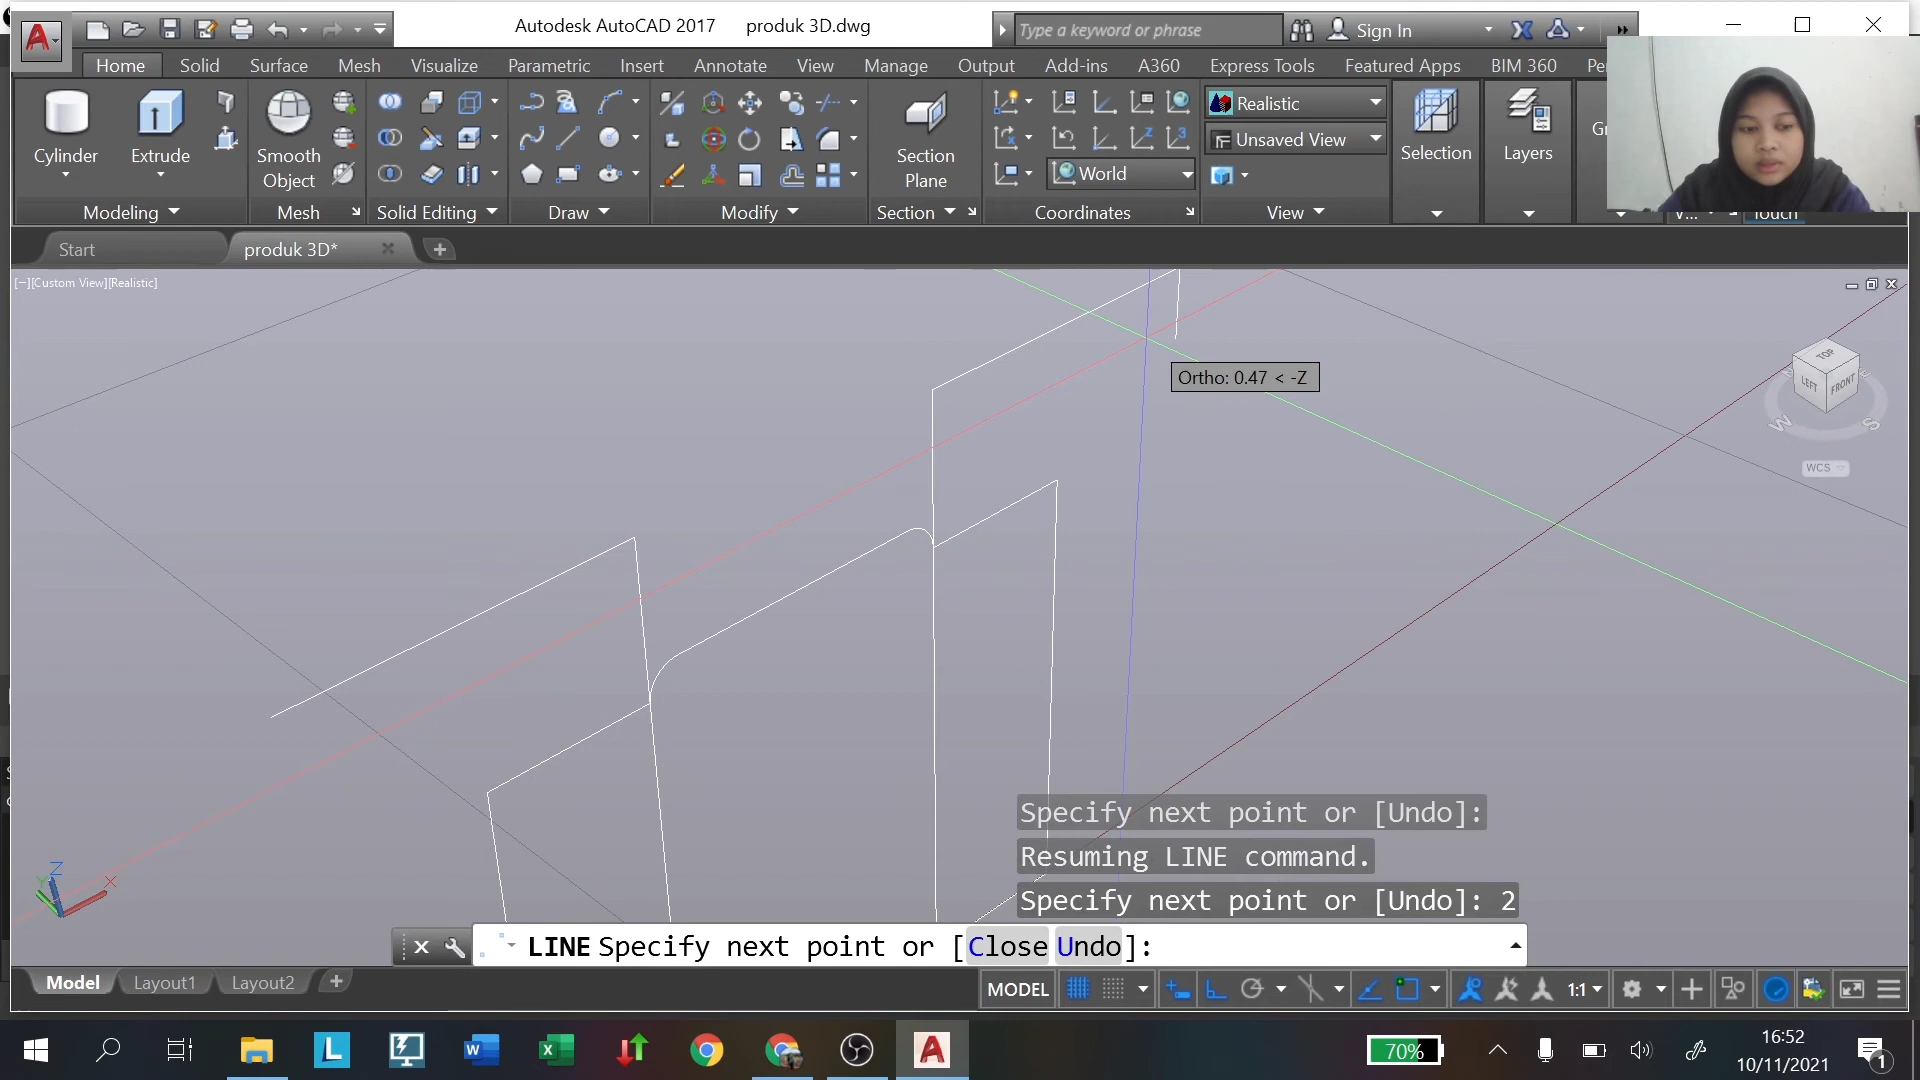 Autodesk AutoCAD 2017 produk 3D.dwg
Type a keyword or phrase
Sign In
Home Solid Surface Mesh Visualize Parametric Insert Annotate View Manage Output Add-ins A360 Express Tools Featured Apps BIM 360
Cylinder
Extrude
Smooth Object
Section Plane
Realistic
Unsaved View
World
Selection
Layers
Modeling Mesh Solid Editing Draw Modify Section Coordinates View
Touch
Start
produk 3D*
[−][Custom View][Realistic]
Ortho: 0.47 < -Z
TOP
LEFT
FRONT
W
S
WCS
Z
Y
X
Specify next point or [Undo]:
Resuming LINE command.
Specify next point or [Undo]: 2
LINE Specify next point or [Close Undo]:
Model Layout1 Layout2
MODEL
1:1
70%
16:52
10/11/2021
1